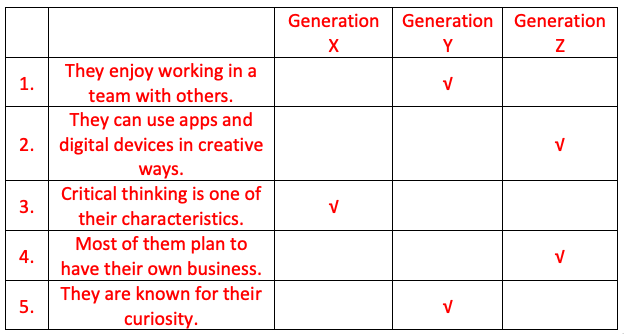 Generation X
Generation Y
Generation Z
1.
They enjoy working in a
team with others.
√
2.
They can use apps and
digital devices in creative
ways.
√
3.
Critical thinking is one of
their characteristics.
√
4.
Most of them plan to
have their own business.
√
5.
They are known for their
curiosity.
√